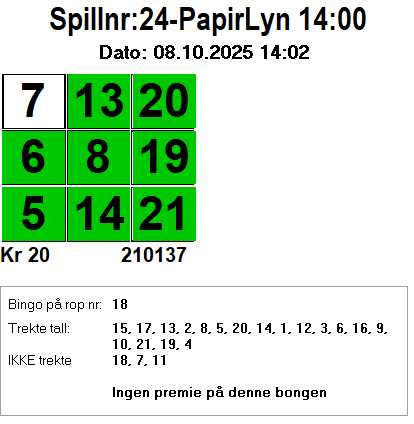 Spillnr:24-PapirLyn 14:00
Dato: 08.10.2025 14:02
7 13 20
6 8 19
5 14 21
Kr 20 210137
Bingo på rop nr: 18
Trekte tall: 15, 17, 13, 2, 8, 5, 20, 14, 1, 12, 3, 6, 16, 9,
10, 21, 19, 4
IKKE trekte 18, 7, 11
Ingen premie på denne bongen